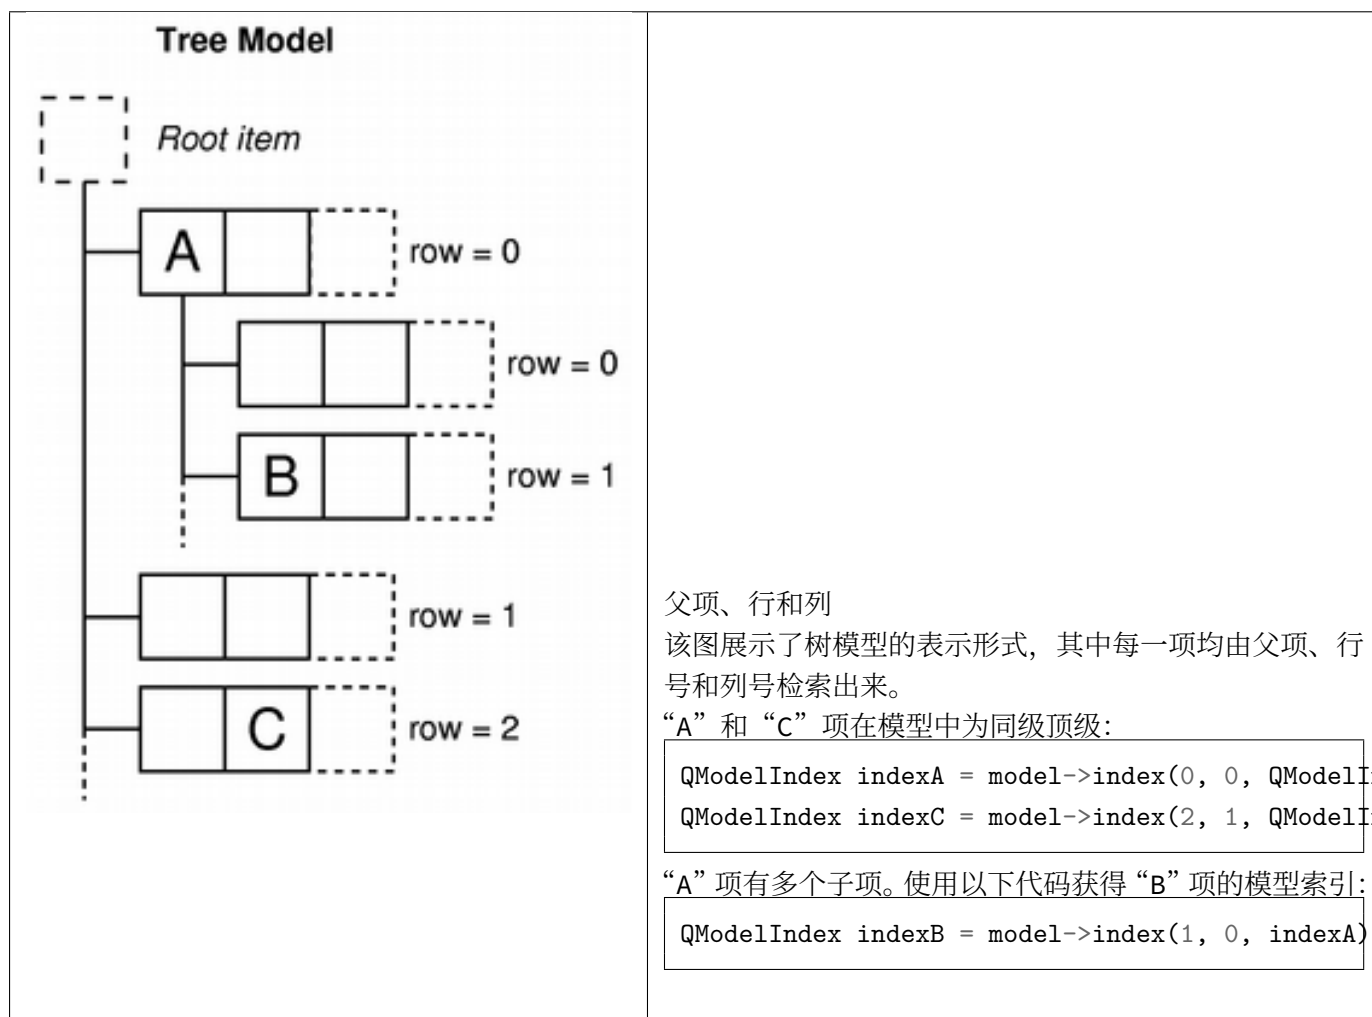 Tree Model
Root item
A
row = 0
row = 0
B
row = 1
row = 1
C
row = 2
父项、行和列
该图展示了树模型的表示形式，其中每一项均由父项、行
号和列号检索出来。
“A”和“C”项在模型中为同级顶级：
QModelIndex indexA = model->index(0, 0, QModelI
QModelIndex indexC = model->index(2, 1, QModelI
“A”项有多个子项。使用以下代码获得“B”项的模型索引：
QModelIndex indexB = model->index(1, 0, indexA)